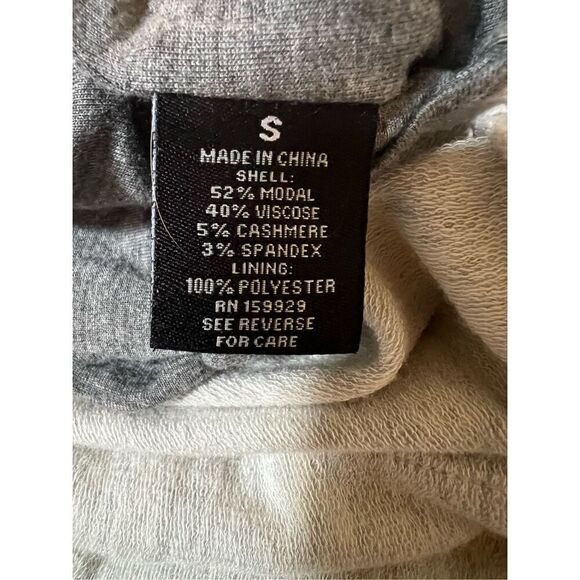 S
MADE IN CHINA
SHELL:
52% MODAL
40% VISCOSE
5% CASHMERE
3% SPANDEX
LINING:
100% POLYESTER
RN 159929
SEE REVERSE
FOR CARE